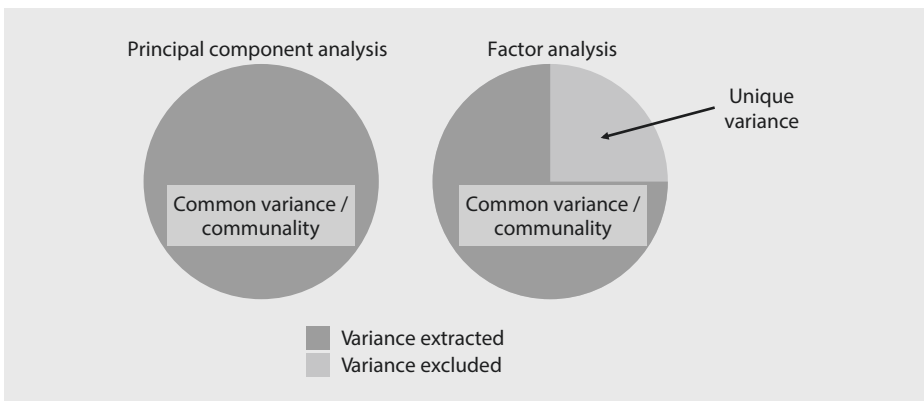 Principal component analysis
Factor analysis
Unique
variance
Common variance /
communality
Common variance /
communality
Variance extracted
Variance excluded